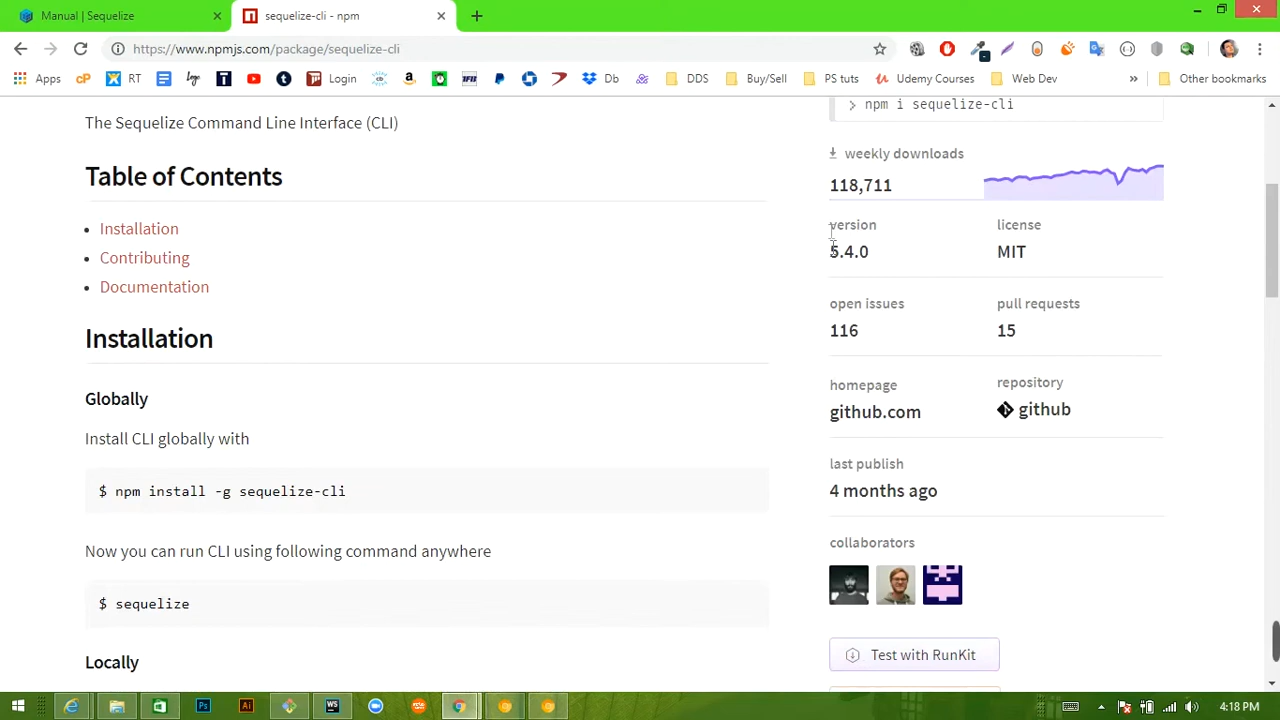 Manual | Sequelize
sequelize-cli - npm
https://www.npmjs.com/package/sequelize-cli
Apps
cP
RT
lvp
T
Login
Db
DDS
Buy/Sell
PS tuts
Udemy Courses
Web Dev
»
Other bookmarks
The Sequelize Command Line Interface (CLI)
Table of Contents
• Installation
• Contributing
• Documentation
Installation
Globally
Install CLI globally with
$ npm install -g sequelize-cli
Now you can run CLI using following command anywhere
$ sequelize
Locally
> npm i sequelize-cli
weekly downloads
118,711
version
license
5.4.0
MIT
open issues
pull requests
116
15
homepage
repository
github.com
github
last publish
4 months ago
collaborators
Test with RunKit
Ps
Ai
WS
4:18 PM